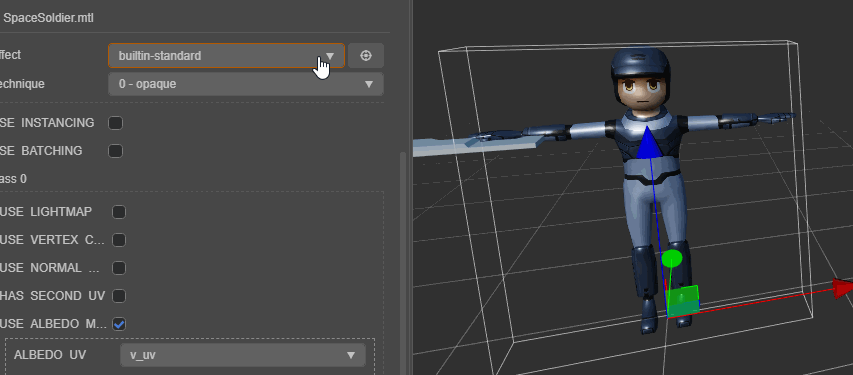 SpaceSoldier.mtl
ffect
builtin-standard
echnique
0 - opaque
SE INSTANCING
SE BATCHING
ass 0
USE LIGHTMAP
USE VERTEX C...
USE NORMAL ...
HAS SECOND UV
USE ALBEDO M...
ALBEDO UV
v_uv